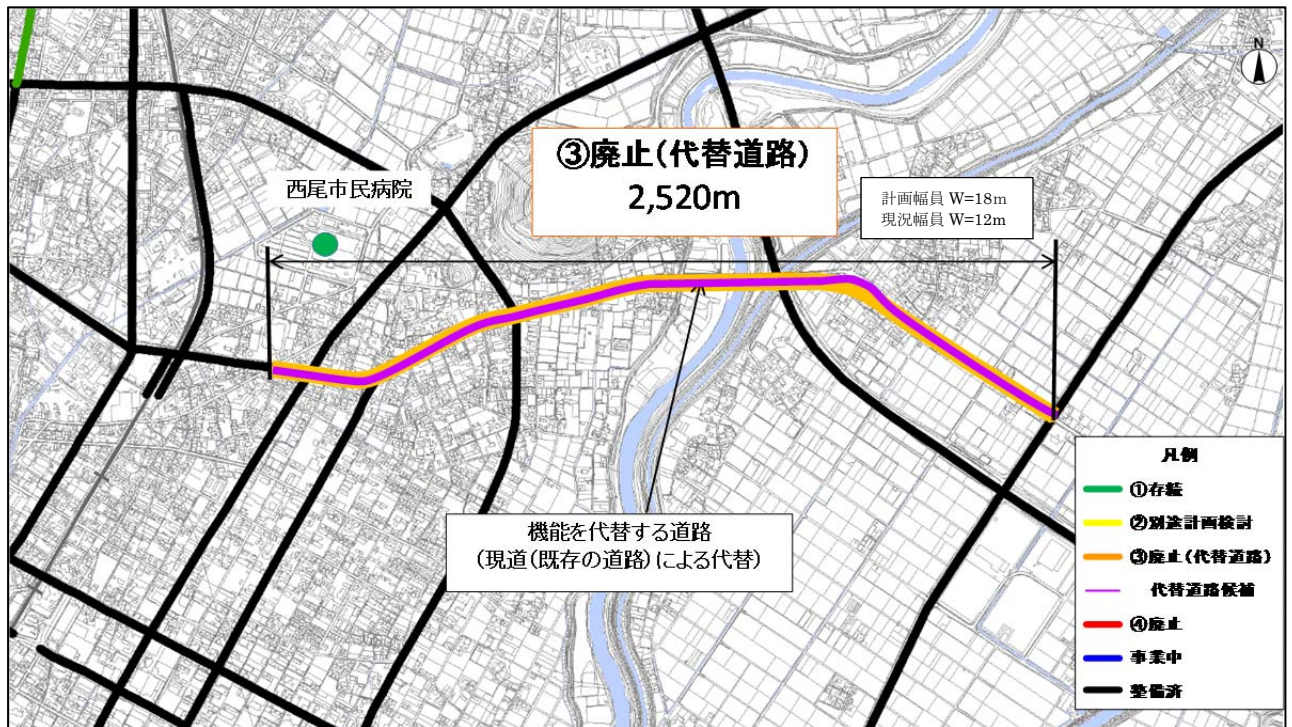 N
③廃止(代替道路)
2,520m
西尾市民病院
計画幅員 W=18m
現況幅員 W=12m
機能を代替する道路
(現道(既存の道路)による代替)
凡例
①存続
②別途計画検討
③廃止(代替道路)
代替道路候補
④廃止
事業中
整備済